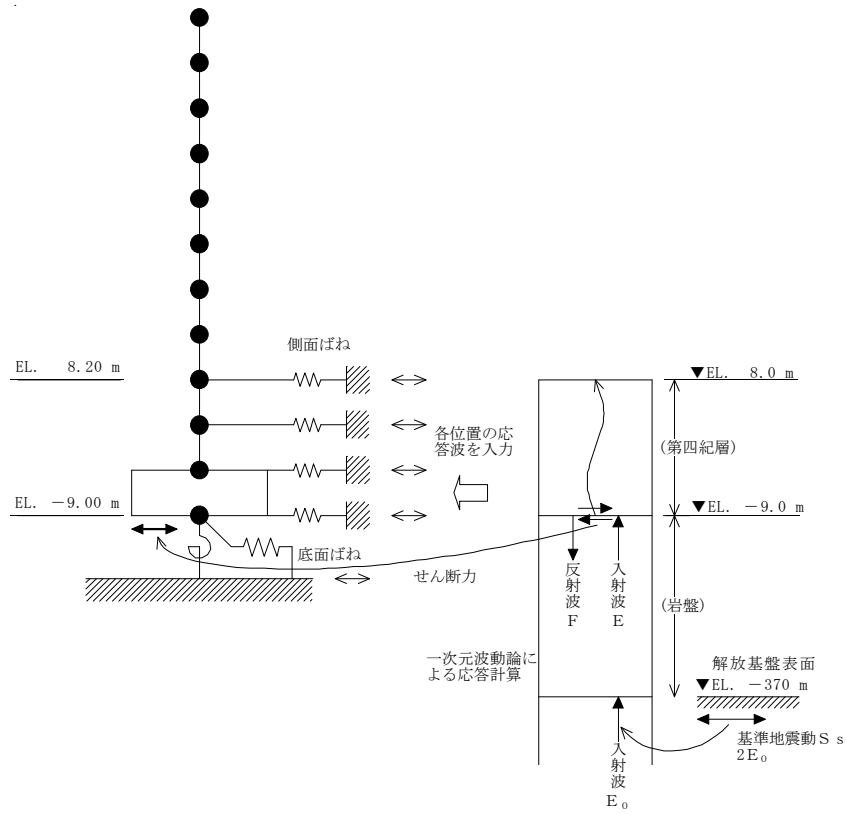 側面ばね
EL. 8.20 m
▼EL. 8.0 m
各位置の応
答波を入力
(第四紀層)
EL. －9.00 m
▼EL. －9.0 m
底面ばね
せん断力
反射波F
入射波E
(岩盤)
一次元波動論に
よる応答計算
解放基盤表面
▼EL. －370 m
基準地震動Ｓｓ
2E₀
入射波E₀